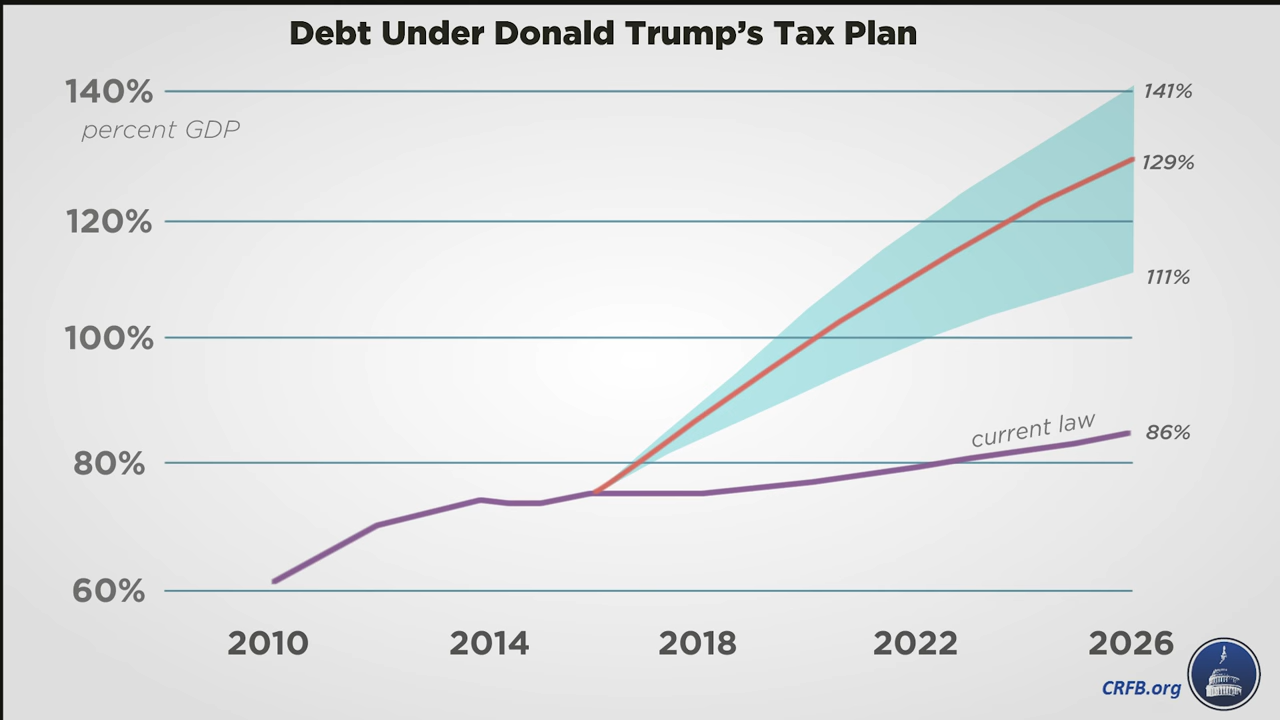 Debt Under Donald Trump's Tax Plan
140%
percent GDP
120%
100%
80%
60%
141%
129%
111%
current law
86%
2010 2014 2018 2022 2026
CRFB.org